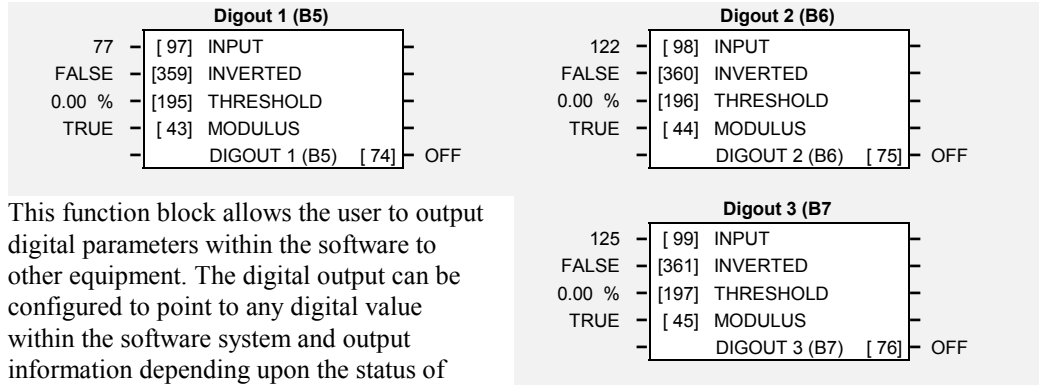 Digout 1 (B5)
77 [ 97] INPUT
FALSE [359] INVERTED
0.00 % [195] THRESHOLD
TRUE [ 43] MODULUS
DIGOUT 1 (B5) [ 74] OFF
Digout 2 (B6)
122 [ 98] INPUT
FALSE [360] INVERTED
0.00 % [196] THRESHOLD
TRUE [ 44] MODULUS
DIGOUT 2 (B6) [ 75] OFF
This function block allows the user to output
digital parameters within the software to
other equipment. The digital output can be
configured to point to any digital value
within the software system and output
information depending upon the status of
Digout 3 (B7
125 [ 99] INPUT
FALSE [361] INVERTED
0.00 % [197] THRESHOLD
TRUE [ 45] MODULUS
DIGOUT 3 (B7) [ 76] OFF